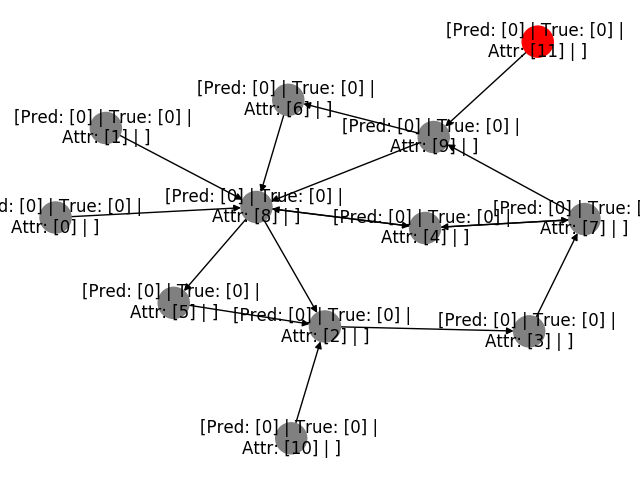 [Pred: [0] | True: [0] |
Attr: [11] | ]
[Pred: [0] | True: [0] |
Attr: [6] | ]
[Pred: [0] | True: [0] |
Attr: [1] | ]
[Pred: [0] | True: [0] |
Attr: [9] | ]
[Pred: [0] | True: [0] |
Attr: [8] | ]
d: [0] | True: [0] |
Attr: [0] | ]
[Pred: [0] | True: [0] |
Attr: [4] | ]
[Pred: [0] | True: [
Attr: [7] | ]
[Pred: [0] | True: [0] |
Attr: [5] | ]
[Pred: [0] | True: [0] |
Attr: [2] | ]
[Pred: [0] | True: [0] |
Attr: [3] | ]
[Pred: [0] | True: [0] |
Attr: [10] | ]